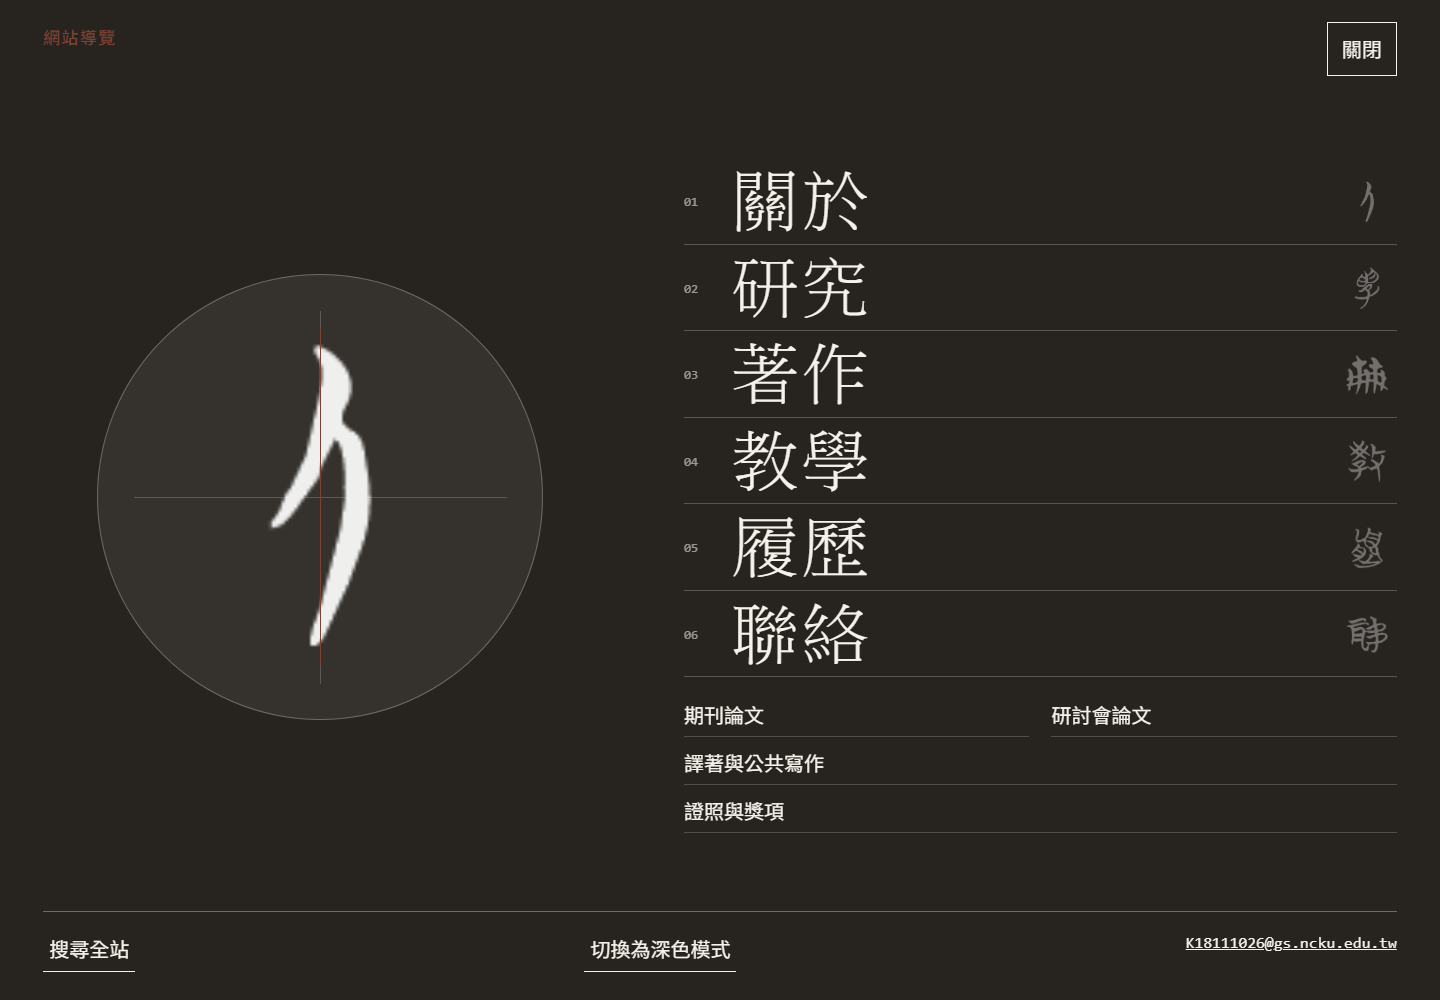 網站導覽
關閉
01 關於
02 研究
03 著作
04 教學
05 履歷
06 聯絡
期刊論文
研討會論文
譯著與公共寫作
證照與獎項
搜尋全站
切換為深色模式
K18111026@gs.ncku.edu.tw